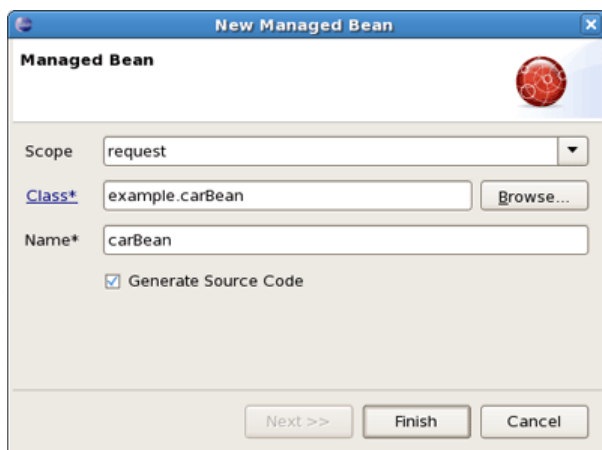 New Managed Bean
Managed Bean
Scope request
Class* example.carBean Browse...
Name* carBean
Generate Source Code
Next >> Finish Cancel